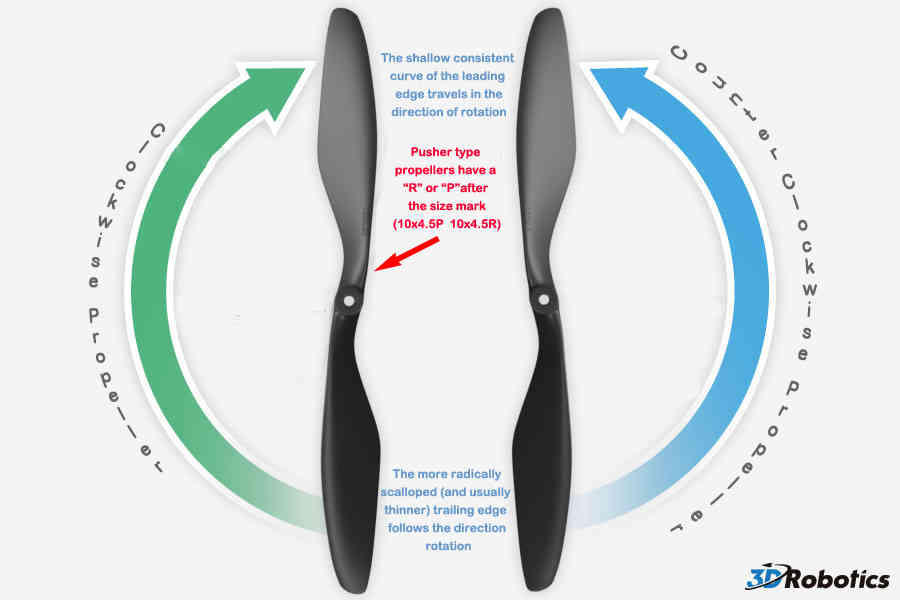 The shallow consistent
curve of the leading
edge travels in the
direction of rotation
Pusher type
propellers have a
“R” or “P”after
the size mark
(10x4.5P 10x4.5R)
Clockwise Propeller
Counter Clockwise Propeller
The more radically
scalloped (and usually
thinner) trailing edge
follows the direction
rotation
3DRobotics